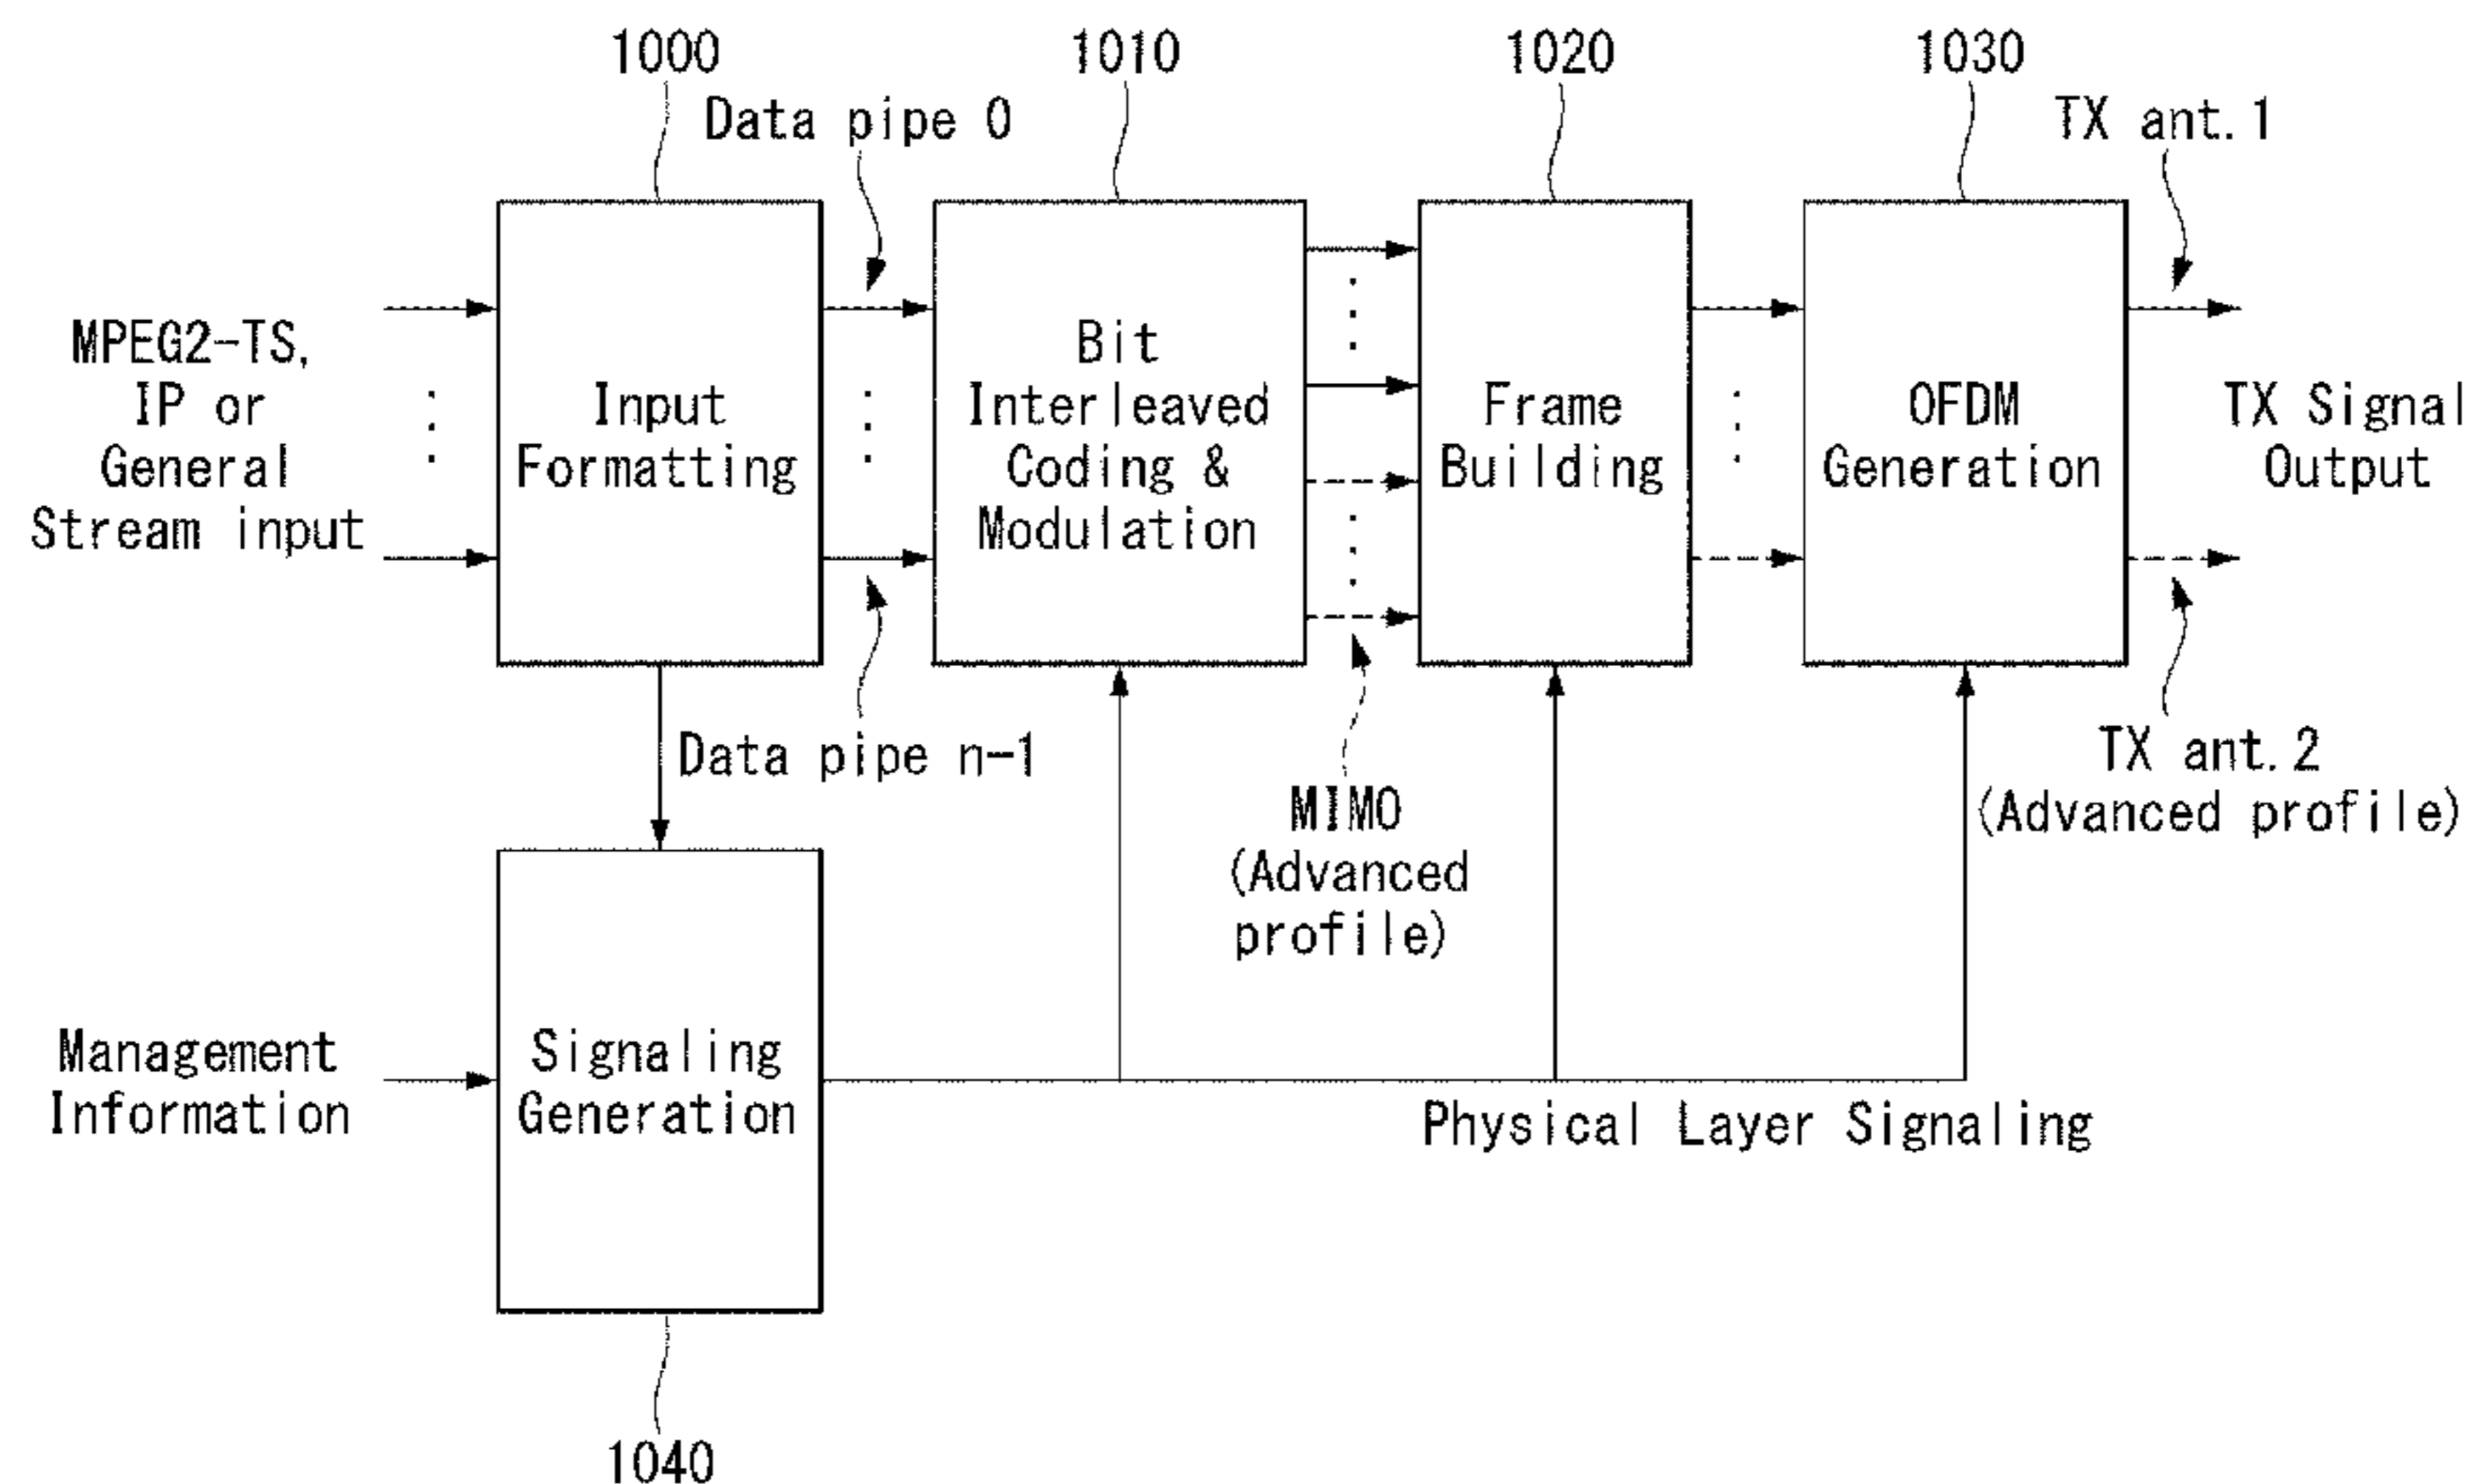 1000
1010
1020
1030
Data pipe 0
TX ant.1
MPEG2-TS,
IP or
General
Stream input
Input
Formatting
Bit
Interleaved
Coding &
Modulation
Frame
Building
OFDM
Generation
TX Signal
Output
Data pipe n-1
MIMO
(Advanced
profile)
TX ant.2
(Advanced profile)
Management
Information
Signaling
Generation
Physical Layer Signaling
1040